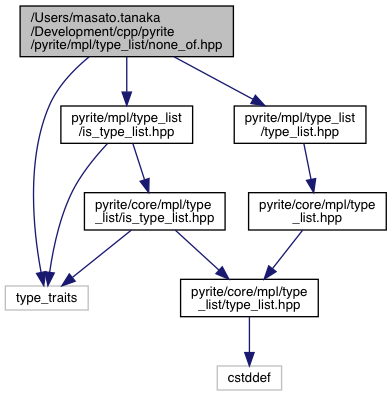 /Users/masato.tanaka
/Development/cpp/pyrite
/pyrite/mpl/type_list/none_of.hpp
pyrite/mpl/type_list
/is_type_list.hpp
pyrite/mpl/type_list
/type_list.hpp
pyrite/core/mpl/type
_list/is_type_list.hpp
pyrite/core/mpl/type
_list.hpp
type_traits
pyrite/core/mpl/type
_list/type_list.hpp
cstddef